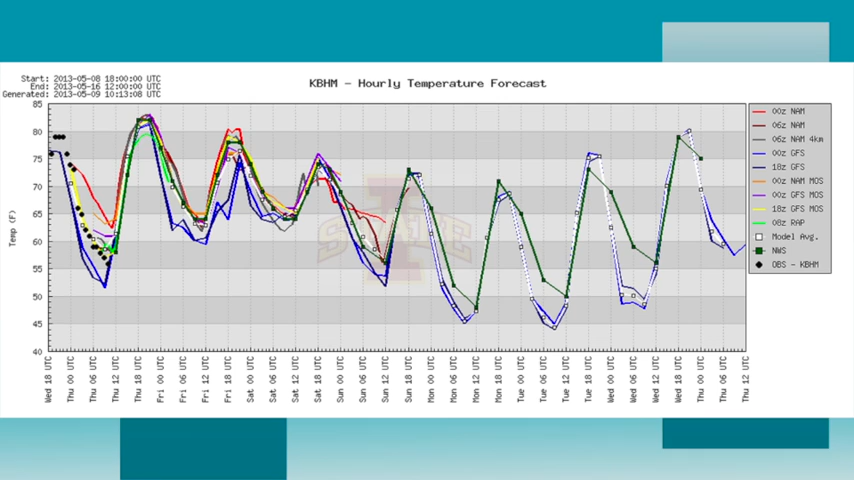 Start: 2013-05-08 18:00:00 UTC
End: 2013-05-16 12:00:00 UTC
Generated: 2013-05-09 10:13:08 UTC
KBHM - Hourly Temperature Forecast
85
80
75
70
65
60
55
50
45
40
Temp (F)
00z NAM
06z NAM
06z NAM 4km
00z GFS
18z GFS
00z NAM MOS
00z GFS MOS
18z GFS MOS
08z RAP
Model Avg.
NWS
OBS - KBHM
STATE
Wed 18 UTC
Thu 00 UTC
Thu 06 UTC
Thu 12 UTC
Thu 18 UTC
Fri 00 UTC
Fri 06 UTC
Fri 12 UTC
Fri 18 UTC
Sat 00 UTC
Sat 06 UTC
Sat 12 UTC
Sat 18 UTC
Sun 00 UTC
Sun 06 UTC
Sun 12 UTC
Sun 18 UTC
Mon 00 UTC
Mon 06 UTC
Mon 12 UTC
Mon 18 UTC
Tue 00 UTC
Tue 06 UTC
Tue 12 UTC
Tue 18 UTC
Wed 00 UTC
Wed 06 UTC
Wed 12 UTC
Wed 18 UTC
Thu 00 UTC
Thu 06 UTC
Thu 12 UTC